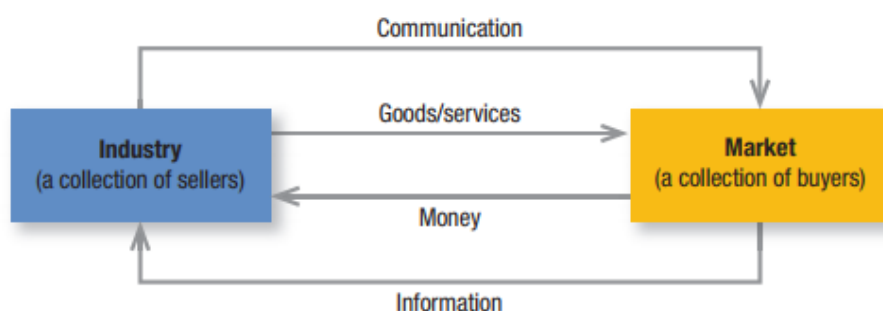 Communication
Goods/services
Industry
(a collection of sellers)
Market
(a collection of buyers)
Money
Information